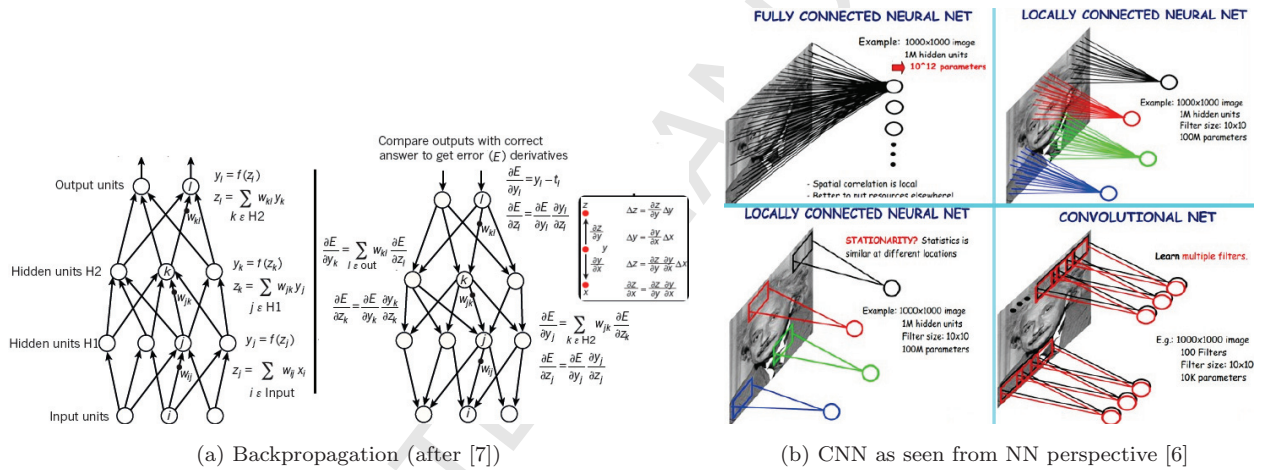 Output units
y_l = f(z_l)
z_l = ∑ w_kl y_k
k ε H2
l
w_kl
Hidden units H2
y_k = f(z_k)
z_k = ∑ w_jk y_j
j ε H1
k
w_jk
Hidden units H1
y_j = f(z_j)
z_j = ∑ w_ij x_i
i ε Input
j
w_ij
Input units
i
Compare outputs with correct
answer to get error (E) derivatives
∂E/∂y_l = y_l − t_l
∂E/∂z_l = ∂E/∂y_l ∂y_l/∂z_l
l
w_kl
∂E/∂y_k = ∑ w_kl ∂E/∂z_l
l ε out
∂E/∂z_k = ∂E/∂y_k ∂y_k/∂z_k
k
w_jk
∂E/∂y_j = ∑ w_jk ∂E/∂z_k
k ε H2
∂E/∂z_j = ∂E/∂y_j ∂y_j/∂z_j
j
w_ij
i
z
∂z/∂y
y
∂y/∂x
x
Δz = ∂z/∂y Δy
Δy = ∂y/∂x Δx
Δz = ∂z/∂y ∂y/∂x Δx
∂z/∂x = ∂z/∂y ∂y/∂x
(a) Backpropagation (after [7])
FULLY CONNECTED NEURAL NET
Example: 1000x1000 image
1M hidden units
10^12 parameters
- Spatial correlation is local
- Better to put resources elsewhere!
LOCALLY CONNECTED NEURAL NET
Example: 1000x1000 image
1M hidden units
Filter size: 10x10
100M parameters
LOCALLY CONNECTED NEURAL NET
STATIONARITY? Statistics is
similar at different locations
Example: 1000x1000 image
1M hidden units
Filter size: 10x10
100M parameters
CONVOLUTIONAL NET
Learn multiple filters.
E.g.: 1000x1000 image
100 Filters
Filter size: 10x10
10K parameters
(b) CNN as seen from NN perspective [6]